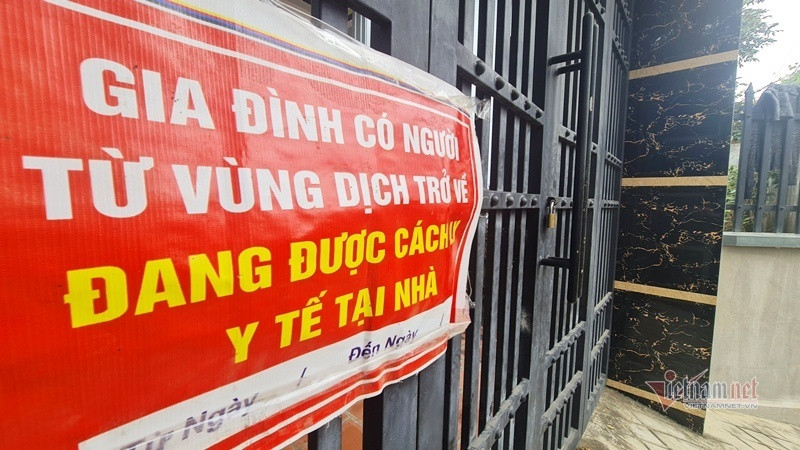 GIA ĐÌNH CÓ NGƯỜI
TỪ VÙNG DỊCH TRỞ VỀ
ĐANG ĐƯỢC CÁCH LY
Y TẾ TẠI NHÀ
Từ Ngày / Đến Ngày /
vietnamnet
VIETNAMNET.VN